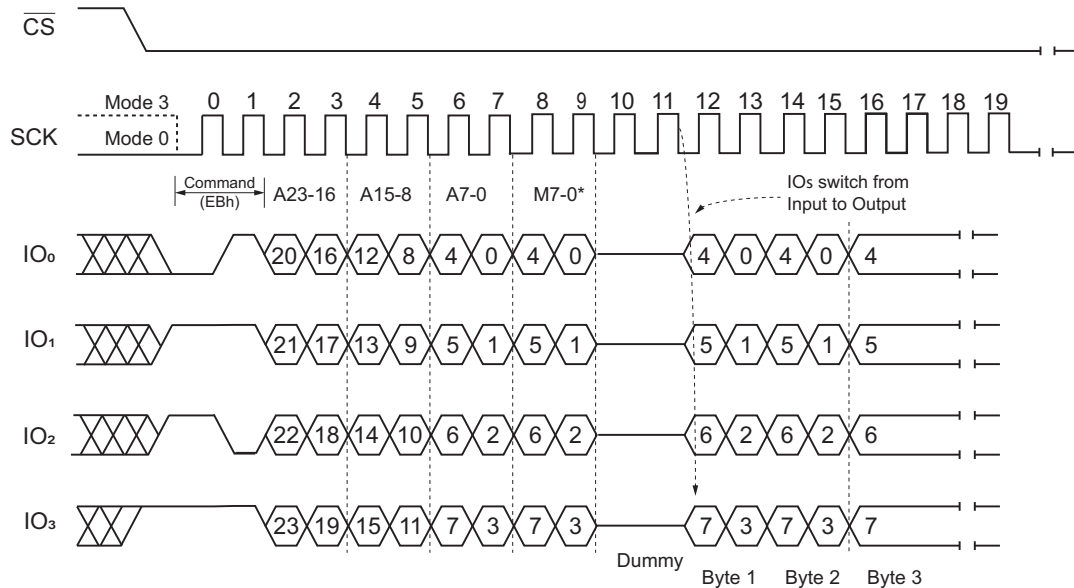 CS
Mode 3
0 1 2 3 4 5 6 7 8 9 10 11 12 13 14 15 16 17 18 19
SCK
Mode 0
Command
(EBh)
A23-16 A15-8 A7-0 M7-0*
IOs switch from
Input to Output
IO₀ 20 16 12 8 4 0 4 0 4 0 4 0 4
IO₁ 21 17 13 9 5 1 5 1 5 1 5 1 5
IO₂ 22 18 14 10 6 2 6 2 6 2 6 2 6
IO₃ 23 19 15 11 7 3 7 3 7 3 7 3 7
Dummy
Byte 1 Byte 2 Byte 3